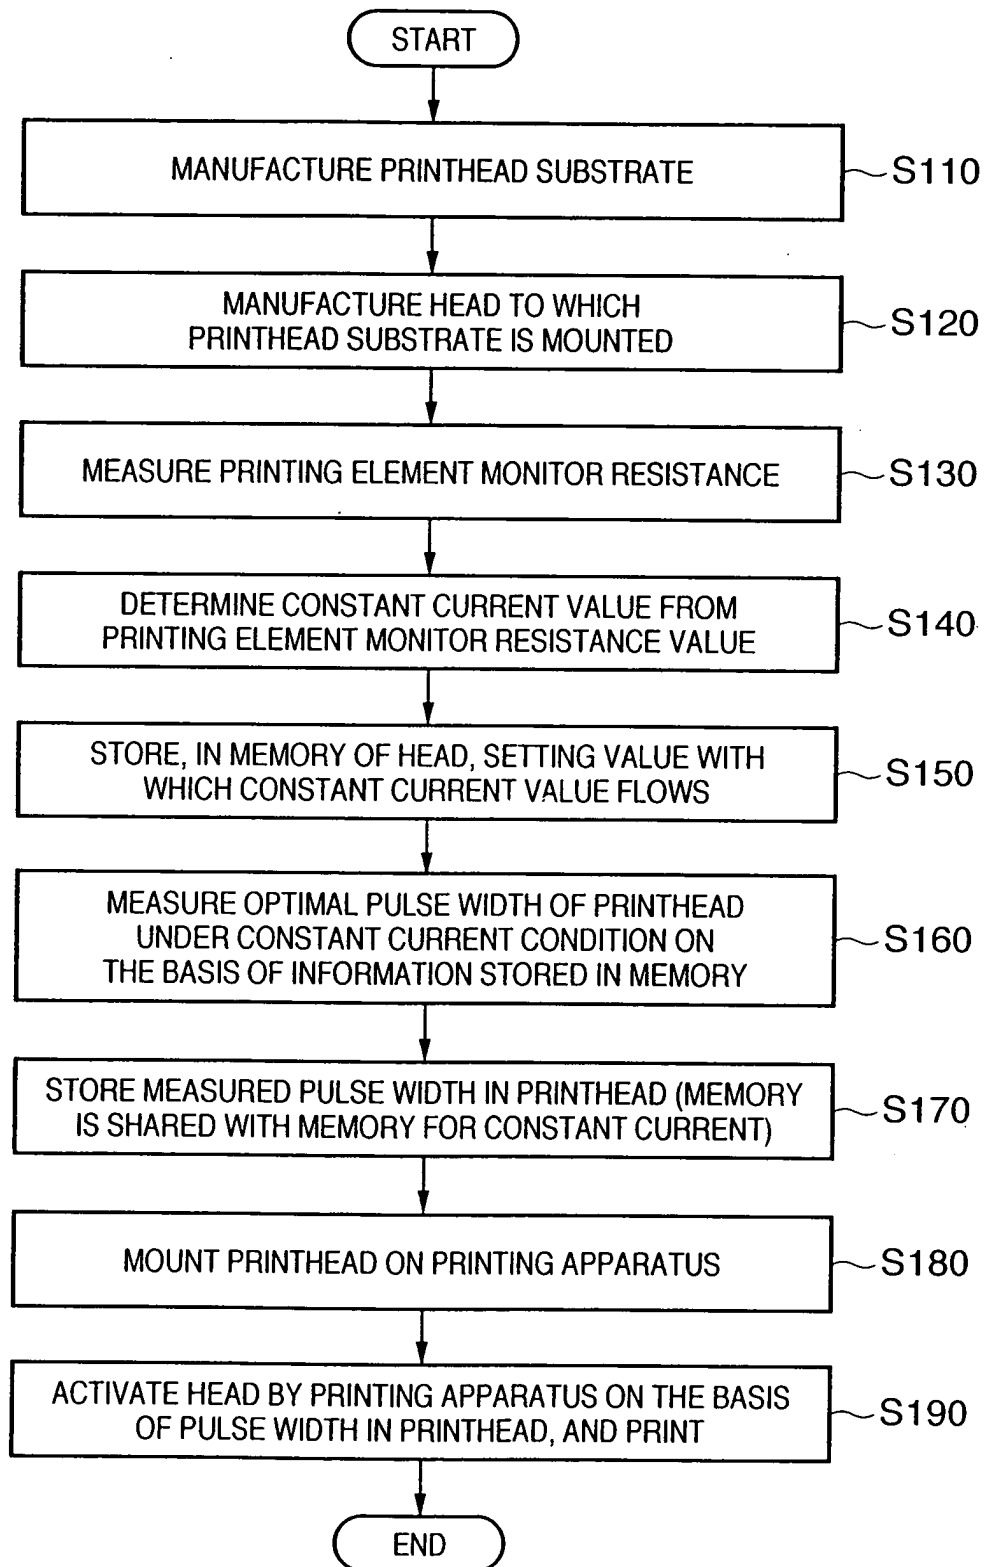 START
MANUFACTURE PRINTHEAD SUBSTRATE
S110
MANUFACTURE HEAD TO WHICH
PRINTHEAD SUBSTRATE IS MOUNTED
S120
MEASURE PRINTING ELEMENT MONITOR RESISTANCE
S130
DETERMINE CONSTANT CURRENT VALUE FROM
PRINTING ELEMENT MONITOR RESISTANCE VALUE
S140
STORE, IN MEMORY OF HEAD, SETTING VALUE WITH
WHICH CONSTANT CURRENT VALUE FLOWS
S150
MEASURE OPTIMAL PULSE WIDTH OF PRINTHEAD
UNDER CONSTANT CURRENT CONDITION ON
THE BASIS OF INFORMATION STORED IN MEMORY
S160
STORE MEASURED PULSE WIDTH IN PRINTHEAD (MEMORY
IS SHARED WITH MEMORY FOR CONSTANT CURRENT)
S170
MOUNT PRINTHEAD ON PRINTING APPARATUS
S180
ACTIVATE HEAD BY PRINTING APPARATUS ON THE BASIS
OF PULSE WIDTH IN PRINTHEAD, AND PRINT
S190
END